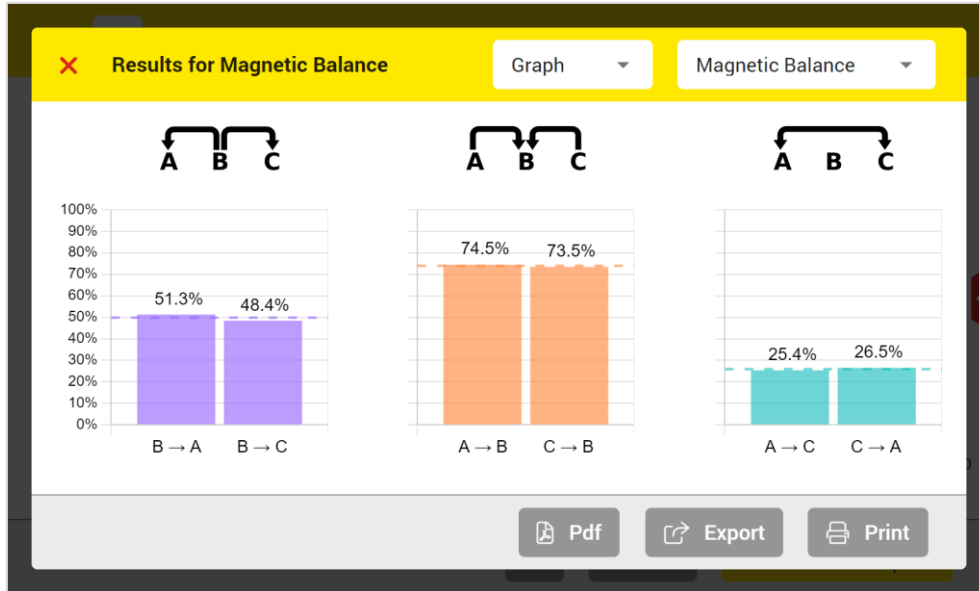 Results for Magnetic Balance
Graph
Magnetic Balance
A B C
A B C
A B C
100%
90%
80%
70%
60%
50%
40%
30%
20%
10%
0%
51.3%
48.4%
B → A
B → C
74.5%
73.5%
A → B
C → B
25.4%
26.5%
A → C
C → A
Pdf
Export
Print